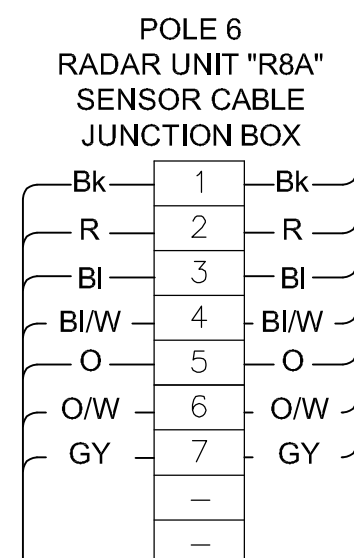 POLE 6
RADAR UNIT "R8A"
SENSOR CABLE
JUNCTION BOX
Bk 1 Bk
R 2 R
Bl 3 Bl
Bl/W 4 Bl/W
O 5 O
O/W 6 O/W
GY 7 GY
–
–